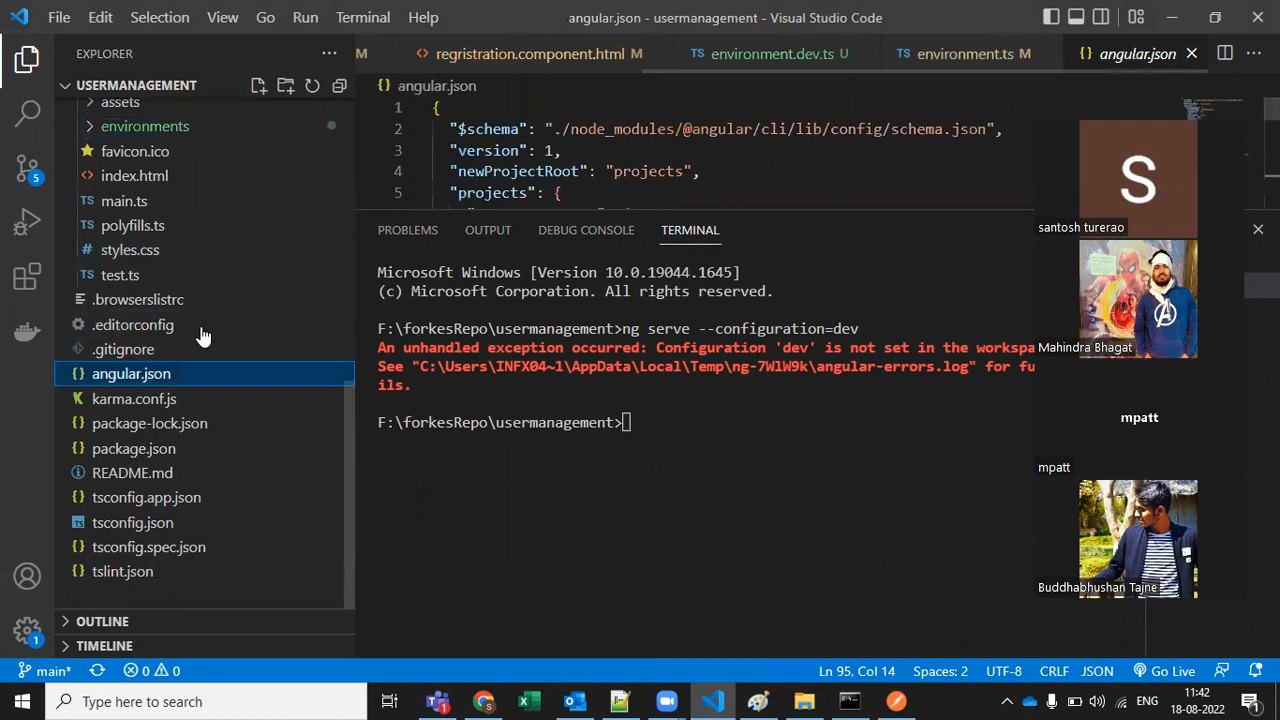 File Edit Selection View Go Run Terminal Help
angular.json - usermanagement - Visual Studio Code
EXPLORER
USERMANAGEMENT
assets
environments
favicon.ico
index.html
main.ts
polyfills.ts
styles.css
test.ts
.browserslistrc
.editorconfig
.gitignore
angular.json
karma.conf.js
package-lock.json
package.json
README.md
tsconfig.app.json
tsconfig.json
tsconfig.spec.json
tslint.json
OUTLINE
TIMELINE
5
1
M
regristration.component.html M
TS environment.dev.ts U
TS environment.ts M
{} angular.json
{} angular.json
1 {
2 "$schema": "./node_modules/@angular/cli/lib/config/schema.json",
3 "version": 1,
4 "newProjectRoot": "projects",
5 "projects": {
PROBLEMS OUTPUT DEBUG CONSOLE TERMINAL
Microsoft Windows [Version 10.0.19044.1645]
(c) Microsoft Corporation. All rights reserved.
F:\forkesRepo\usermanagement>ng serve --configuration=dev
An unhandled exception occurred: Configuration 'dev' is not set in the workspa
See "C:\Users\INFX04~1\AppData\Local\Temp\ng-7WlW9k\angular-errors.log" for fu
ils.
F:\forkesRepo\usermanagement>
S
santosh turerao
Mahindra Bhagat
mpatt
mpatt
Buddhabhushan Tajne
main* 0 0
Ln 95, Col 14 Spaces: 2 UTF-8 CRLF JSON Go Live
Type here to search
ENG
11:42
18-08-2022